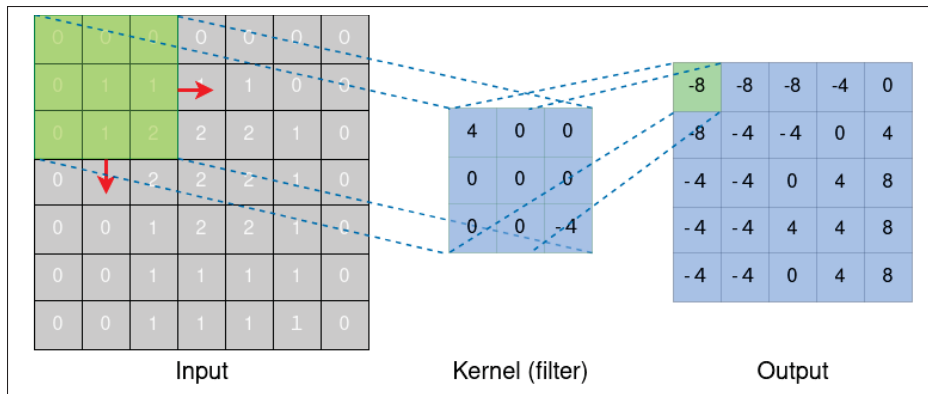 0 0 0 0 0 0 0
0 1 1 1 1 0 0
0 1 2 2 2 1 0
0 2 2 2 1 0
0 0 1 2 2 1 0
0 0 1 1 1 1 0
0 0 1 1 1 1 0
Input
4 0 0
0 0 0
0 0 -4
Kernel (filter)
-8 -8 -8 -4 0
-8 -4 -4 0 4
-4 -4 0 4 8
-4 -4 4 4 8
-4 -4 0 4 8
Output